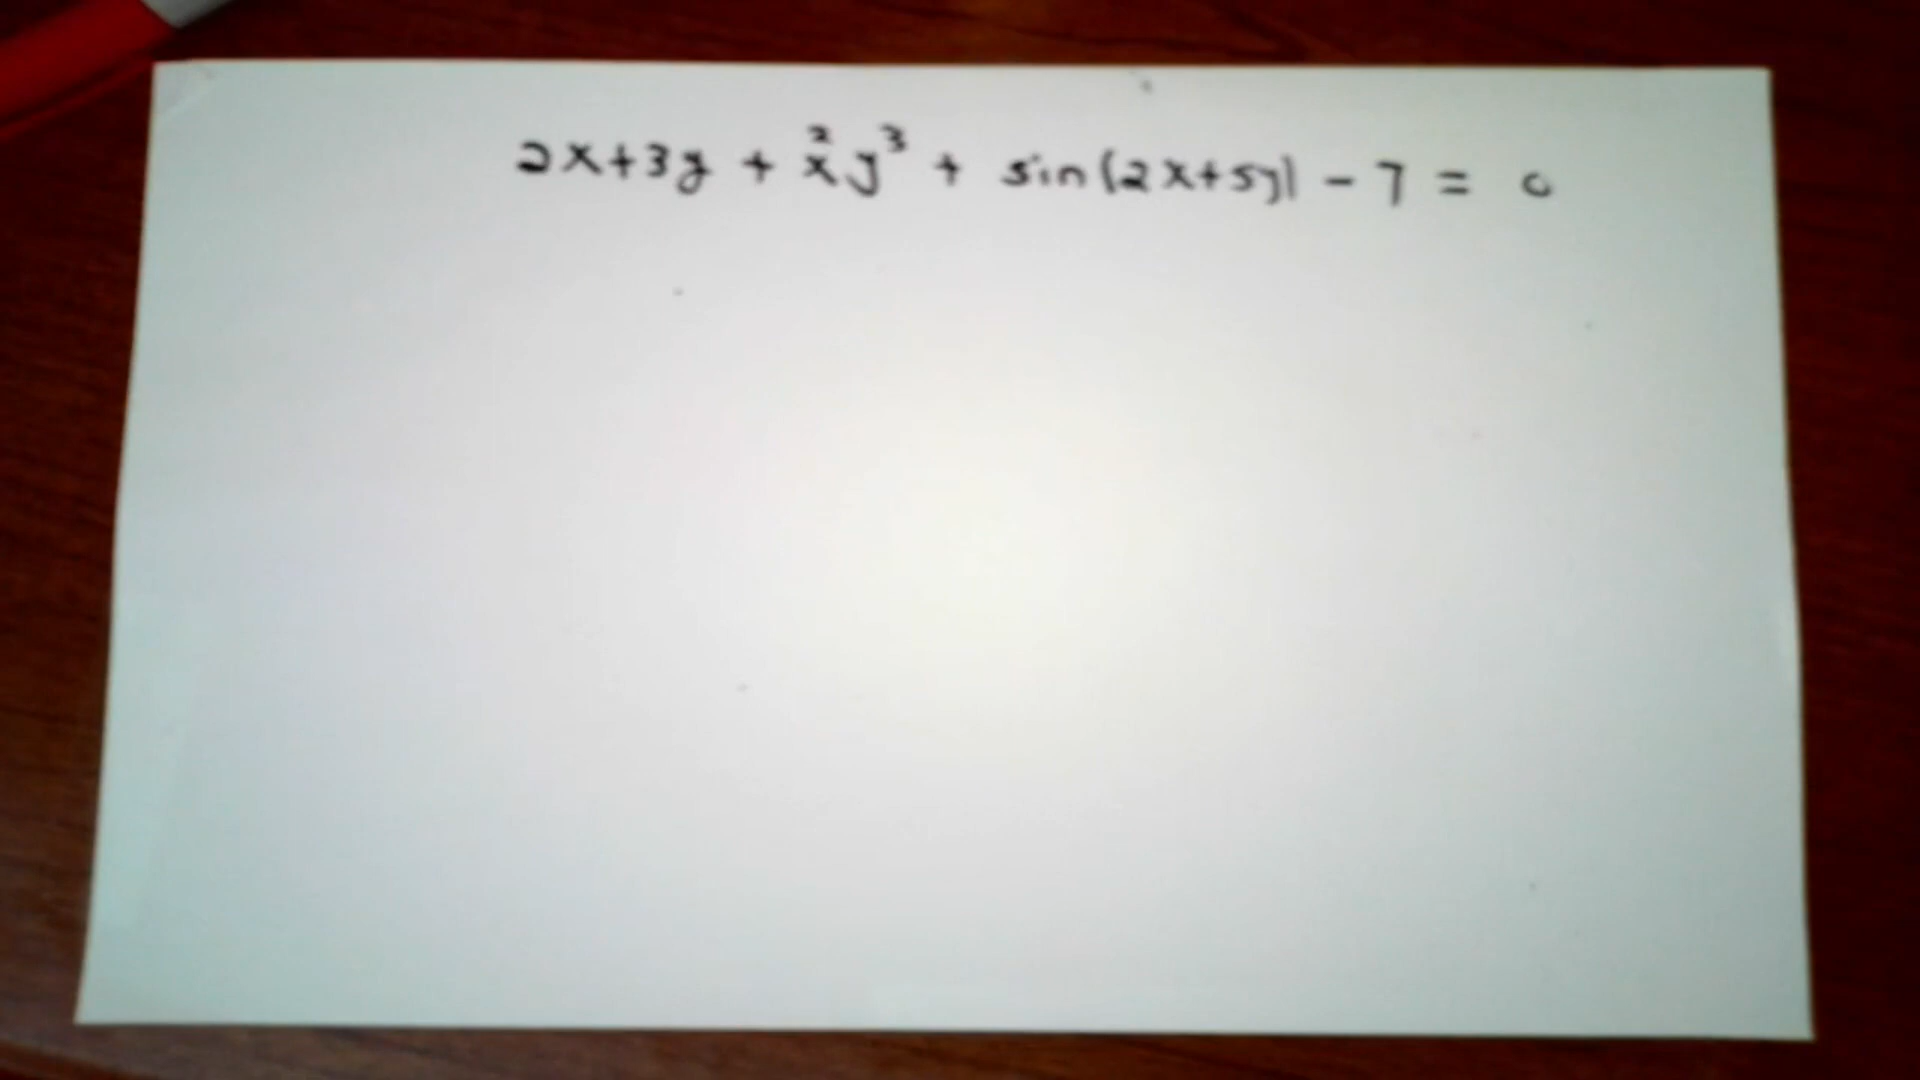 2x+3y + x²y³ + sin(2x+5y) - 7 = 0